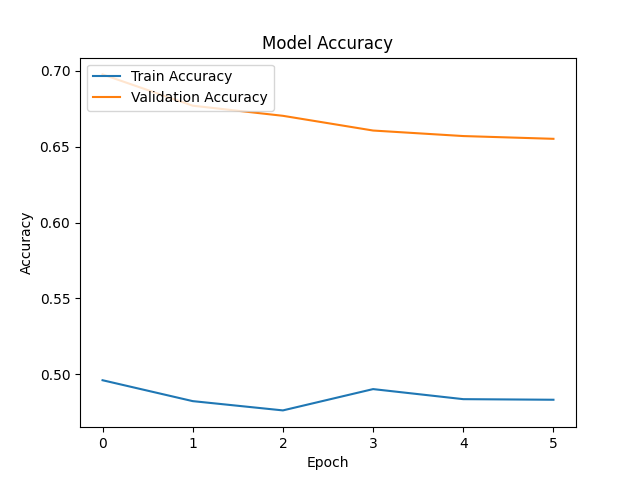 Model Accuracy
Train Accuracy
Validation Accuracy
0.70
0.65
0.60
0.55
0.50
Accuracy
0 1 2 3 4 5
Epoch